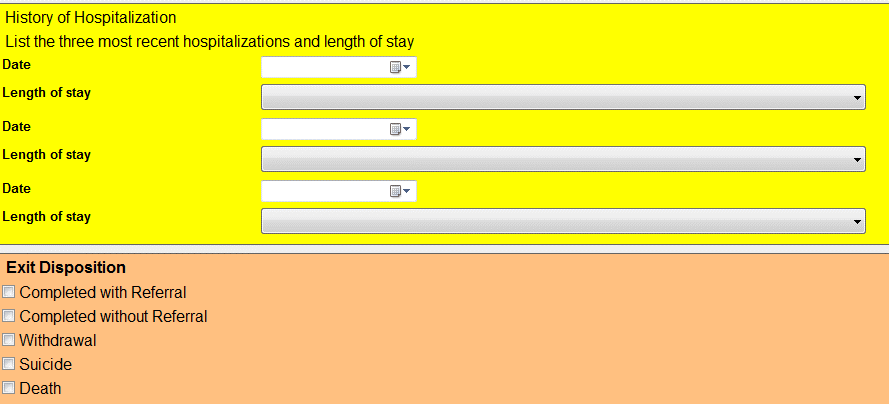 History of Hospitalization
List the three most recent hospitalizations and length of stay
Date
Length of stay
Date
Length of stay
Date
Length of stay
Exit Disposition
Completed with Referral
Completed without Referral
Withdrawal
Suicide
Death